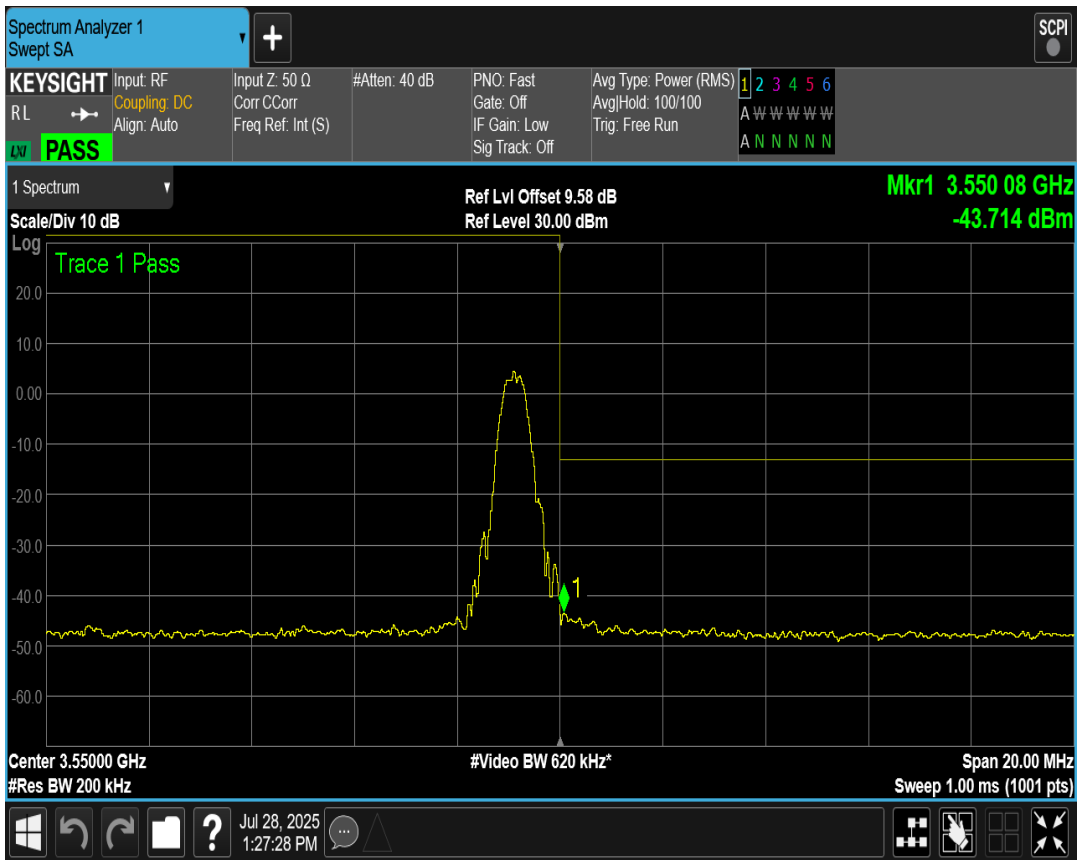 Spectrum Analyzer 1
Swept SA
SCPI
KEYSIGHT
RL
LXI PASS
Input: RF
Coupling: DC
Align: Auto
Input Z: 50 Ω
Corr CCorr
Freq Ref: Int (S)
#Atten: 40 dB
PNO: Fast
Gate: Off
IF Gain: Low
Sig Track: Off
Avg Type: Power (RMS)
Avg|Hold: 100/100
Trig: Free Run
1 2 3 4 5 6
A W W W W W
A N N N N N
1 Spectrum
Scale/Div 10 dB
Ref Lvl Offset 9.58 dB
Ref Level 30.00 dBm
Mkr1 3.550 08 GHz
-43.714 dBm
Log
Trace 1 Pass
20.0
10.0
0.00
-10.0
-20.0
-30.0
-40.0
1
-50.0
-60.0
Center 3.55000 GHz
#Res BW 200 kHz
#Video BW 620 kHz*
Span 20.00 MHz
Sweep 1.00 ms (1001 pts)
?
Jul 28, 2025
1:27:28 PM